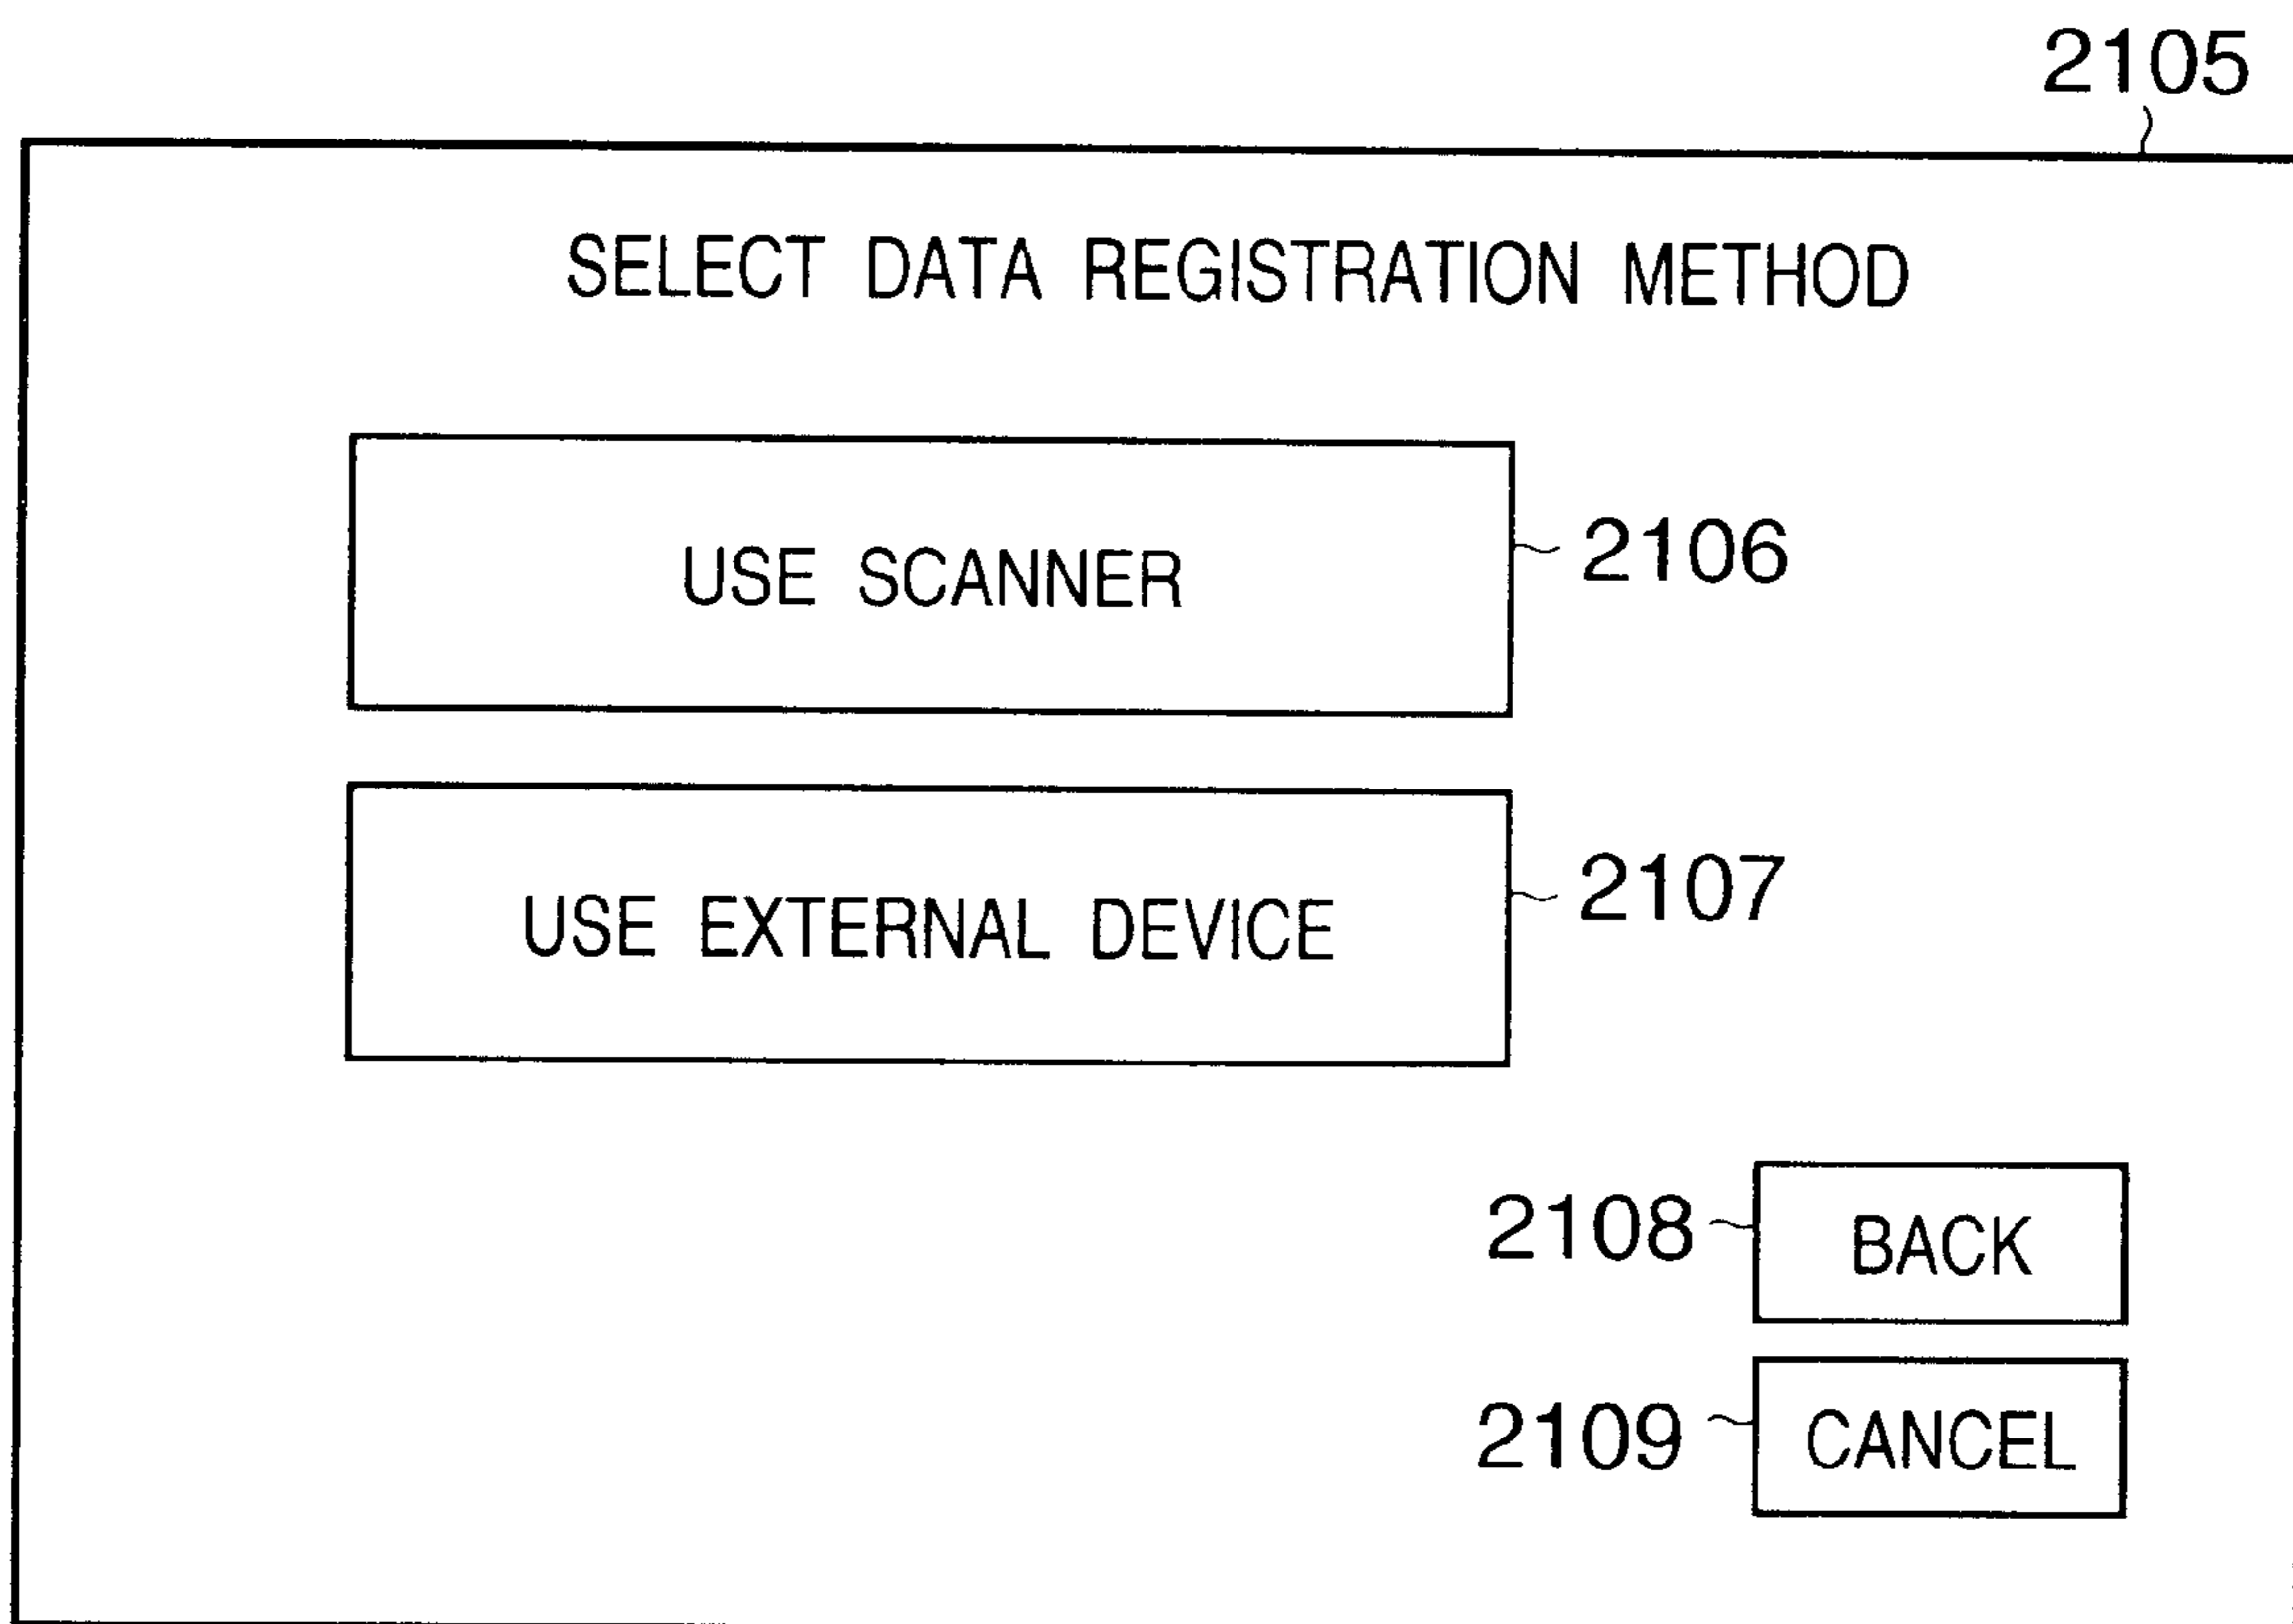 2105
SELECT DATA REGISTRATION METHOD
USE SCANNER
2106
USE EXTERNAL DEVICE
2107
2108
BACK
2109
CANCEL